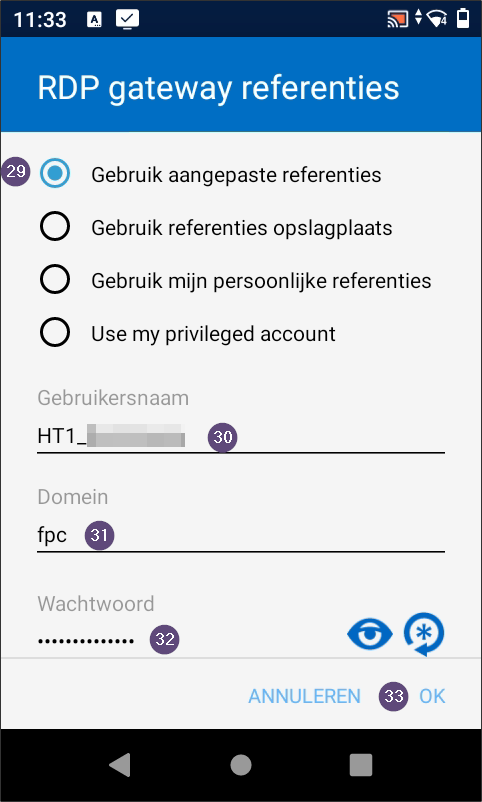 11:33 A 4
RDP gateway referenties
29 Gebruik aangepaste referenties
Gebruik referenties opslagplaats
Gebruik mijn persoonlijke referenties
Use my privileged account
Gebruikersnaam
HT1_ 30
Domein
fpc 31
Wachtwoord
•••••••••••••• 32
ANNULEREN 33 OK